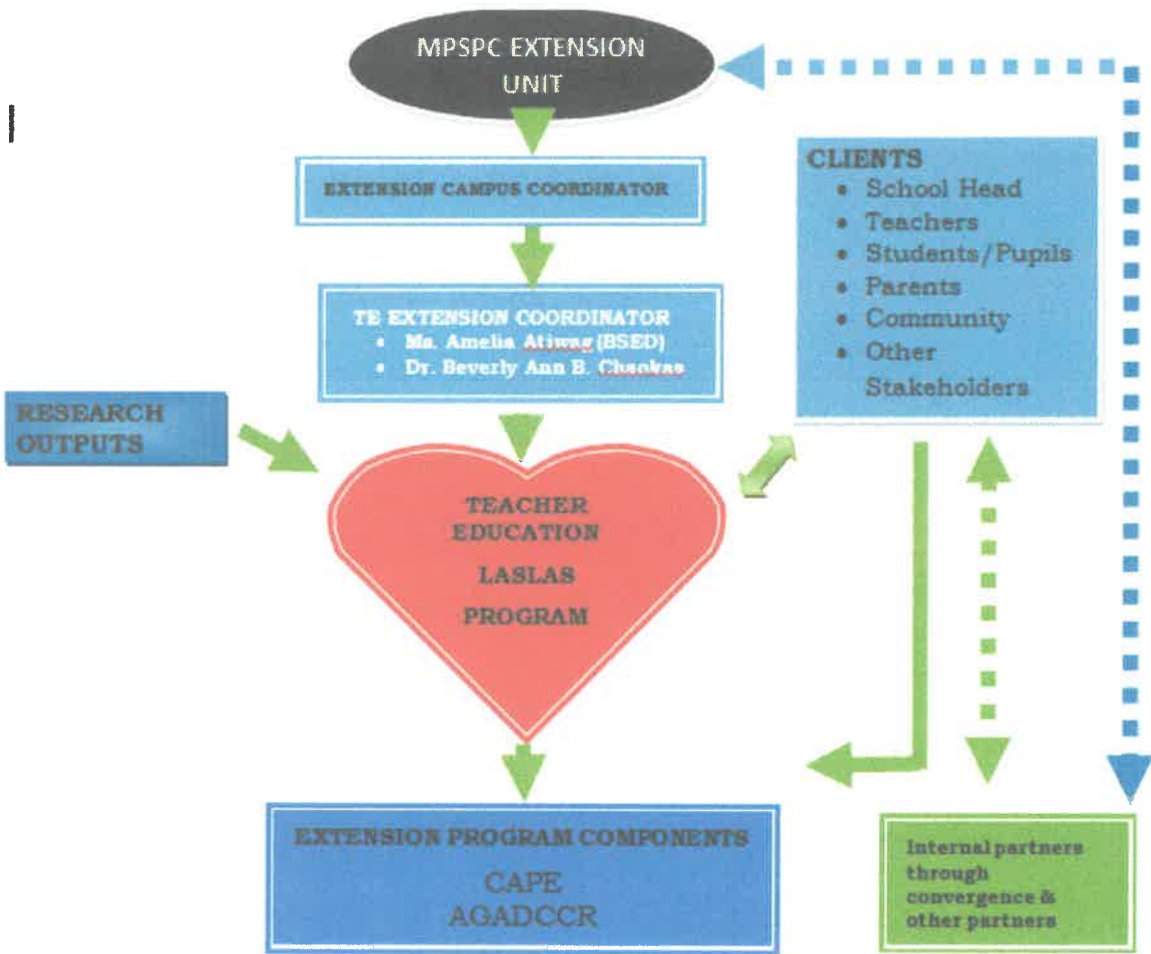 MPSPC EXTENSION
UNIT
EXTENSION CAMPUS COORDINATOR
TE EXTENSION COORDINATOR
• Ma. Amelia Atiwag (BSED)
• Dr. Beverly Ann B. Chaokas
CLIENTS
• School Head
• Teachers
• Students/Pupils
• Parents
• Community
• Other
Stakeholders
RESEARCH
OUTPUTS
TEACHER
EDUCATION
LASLAS
PROGRAM
EXTENSION PROGRAM COMPONENTS
CAPE
AGADCCR
Internal partners
through
convergence &
other partners